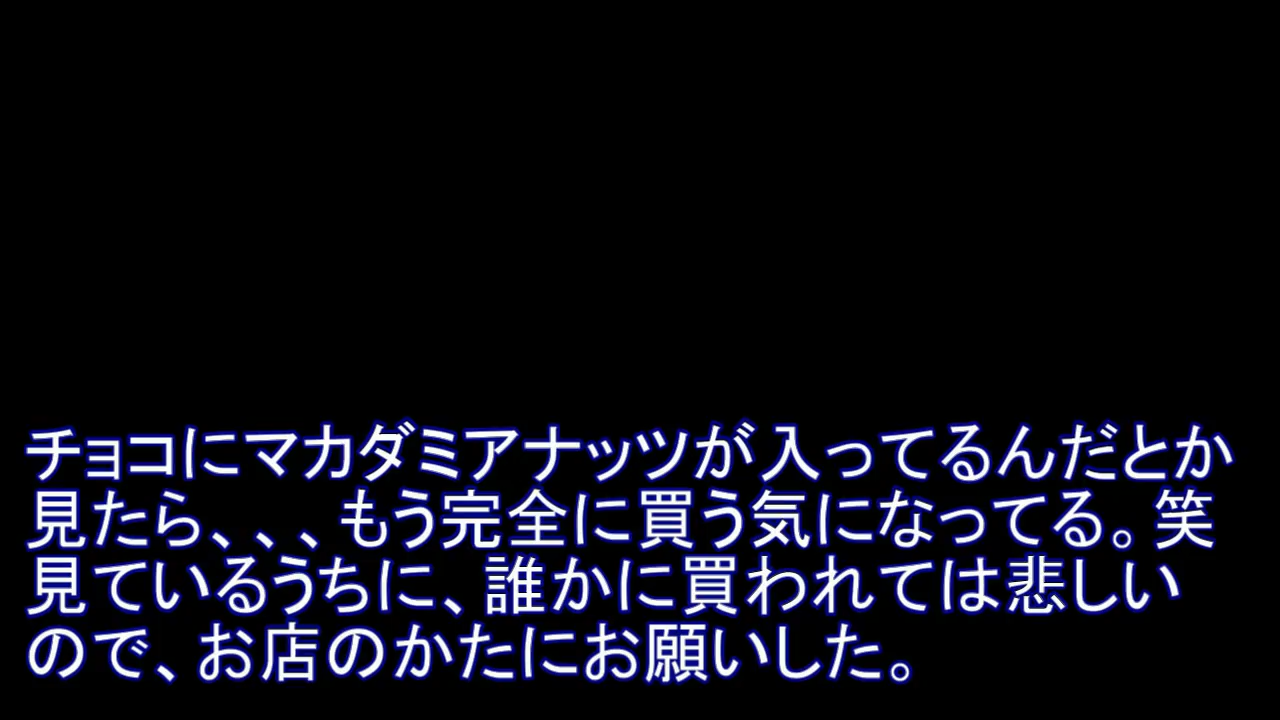 チョコにマカダミアナッツが入ってるんだとか
見たら、、、もう完全に買う気になってる。笑
見ているうちに、誰かに買われては悲しい
ので、お店のかたにお願いした。